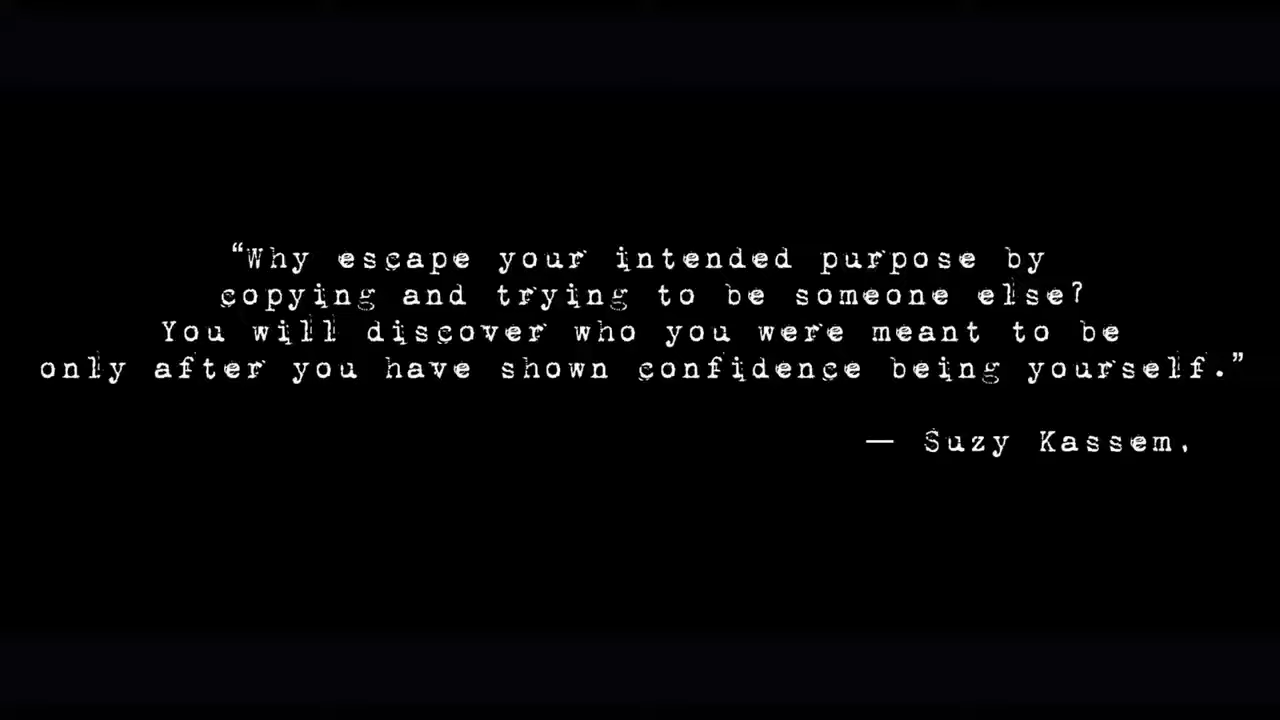 “Why escape your intended purpose by
copying and trying to be someone else?
You will discover who you were meant to be
only after you have shown confidence being yourself.”
— Suzy Kassem.